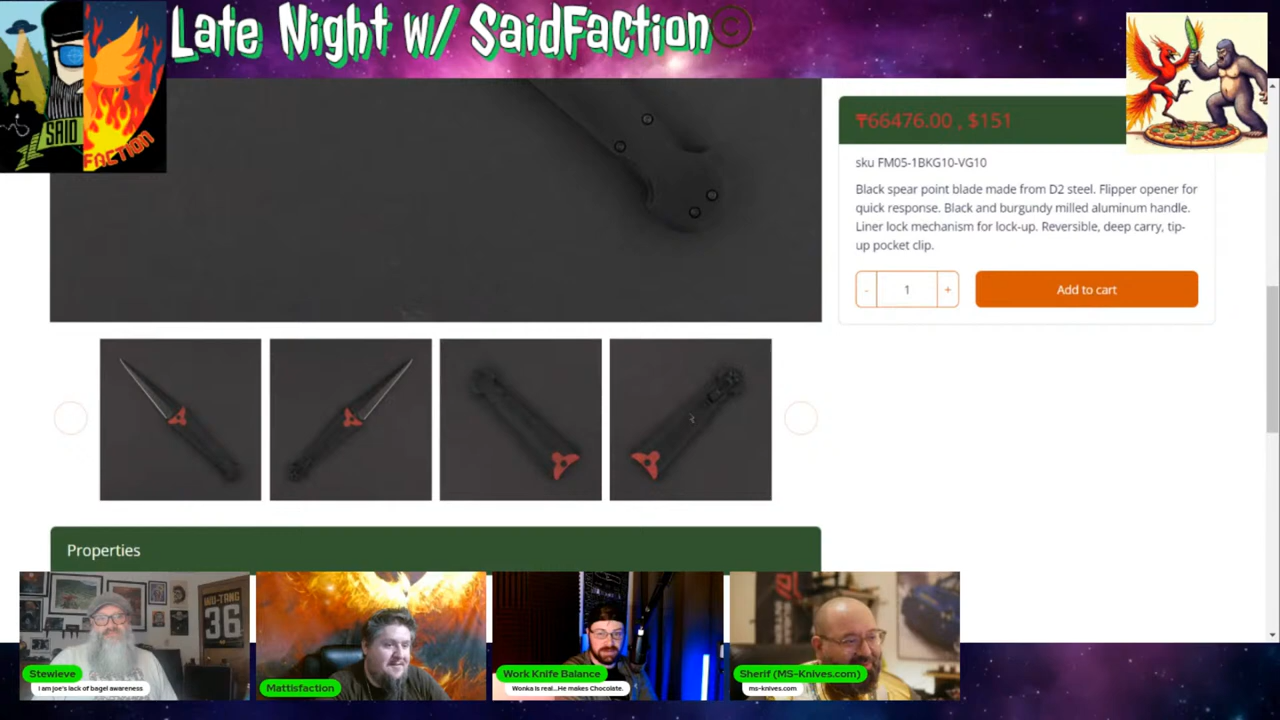 Late Night w/ SaidFaction©
SAID
FACTION
₸66476.00 , $151
sku FM05-1BKG10-VG10
Black spear point blade made from D2 steel. Flipper opener for
quick response. Black and burgundy milled aluminum handle.
Liner lock mechanism for lock-up. Reversible, deep carry, tip-
up pocket clip.
- 1 +
Add to cart
Properties
WU-TANG
36
Stewieve
I am joe's lack of bagel awareness
Mattisfaction
Work Knife Balance
Wonka is real...He makes Chocolate.
Sherif (MS-Knives.com)
ms-knives.com